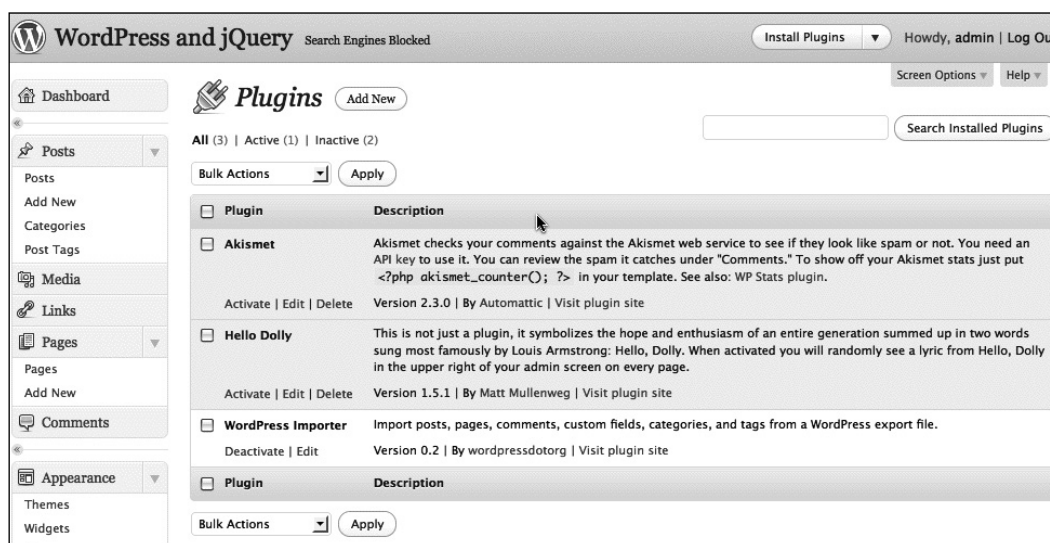 WordPress and jQuery Search Engines Blocked
Install Plugins
Howdy, admin | Log Ou
Screen Options
Help
Dashboard
Posts
Posts
Add New
Categories
Post Tags
Media
Links
Pages
Pages
Add New
Comments
Appearance
Themes
Widgets
Plugins Add New
All (3) | Active (1) | Inactive (2)
Search Installed Plugins
Bulk Actions Apply
Plugin Description
Akismet
Akismet checks your comments against the Akismet web service to see if they look like spam or not. You need an
API key to use it. You can review the spam it catches under "Comments." To show off your Akismet stats just put
<?php akismet_counter(); ?> in your template. See also: WP Stats plugin.
Activate | Edit | Delete Version 2.3.0 | By Automattic | Visit plugin site
Hello Dolly
This is not just a plugin, it symbolizes the hope and enthusiasm of an entire generation summed up in two words
sung most famously by Louis Armstrong: Hello, Dolly. When activated you will randomly see a lyric from Hello, Dolly
in the upper right of your admin screen on every page.
Activate | Edit | Delete Version 1.5.1 | By Matt Mullenweg | Visit plugin site
WordPress Importer Import posts, pages, comments, custom fields, categories, and tags from a WordPress export file.
Deactivate | Edit Version 0.2 | By wordpressdotorg | Visit plugin site
Plugin Description
Bulk Actions Apply